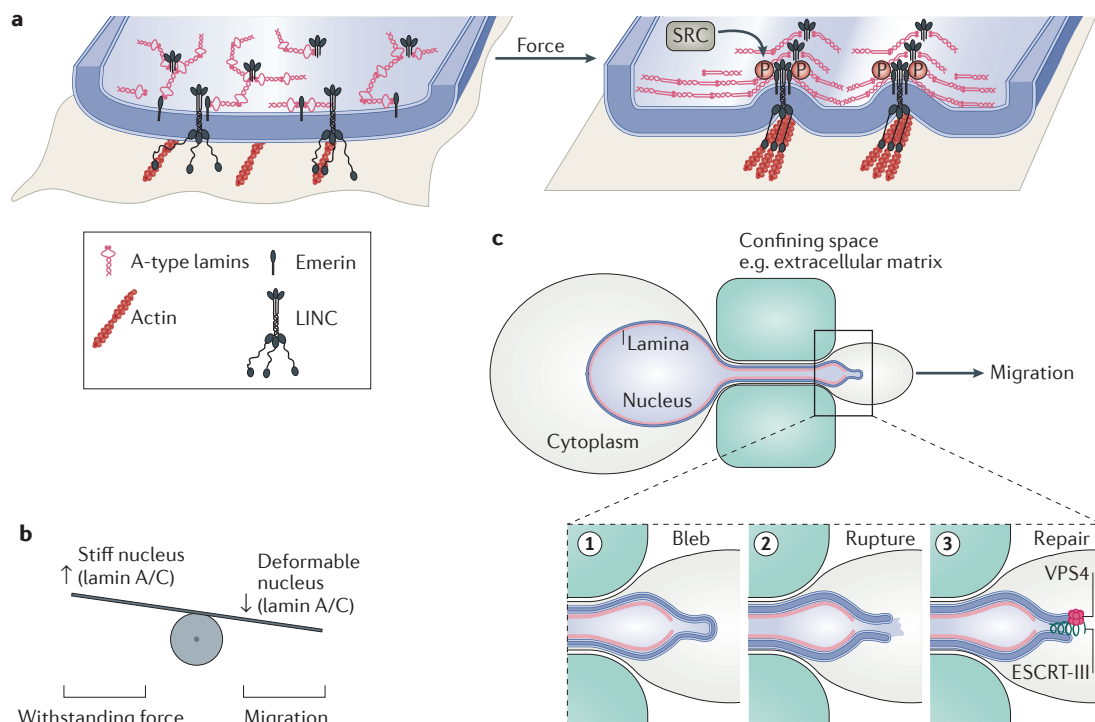 a
Force
SRC
P
P
P
P
A-type lamins
Emerin
Actin
LINC
c
Confining space
e.g. extracellular matrix
Lamina
Nucleus
Cytoplasm
Migration
b
↑ Stiff nucleus
(lamin A/C)
Deformable
nucleus
↓ (lamin A/C)
Withstanding force
Migration
1
Bleb
2
Rupture
3
Repair
VPS4
ESCRT-III